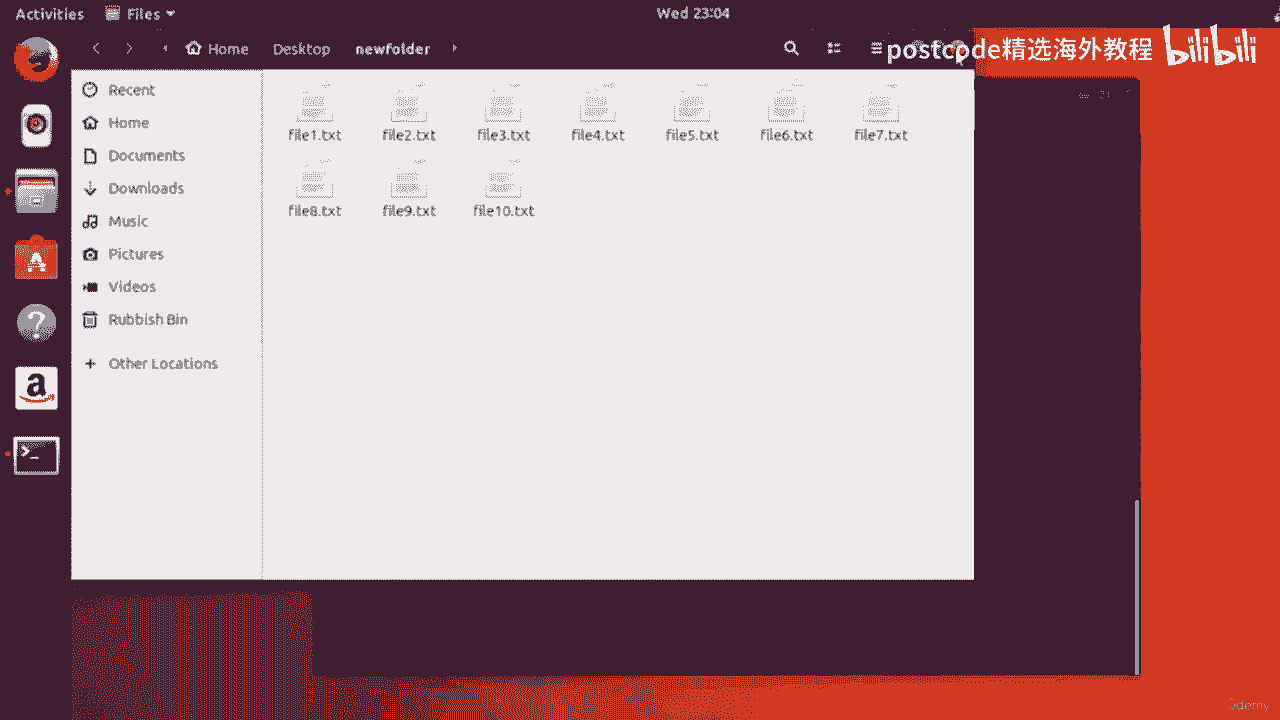 Activities Files Wed 23:04
Home Desktop newfolder
postcode精选海外教程 bilibili
Recent
Home
Documents
Downloads
Music
Pictures
Videos
Rubbish Bin
Other Locations
file1.txt file2.txt file3.txt file4.txt file5.txt file6.txt file7.txt
file8.txt file9.txt file10.txt
Udemy